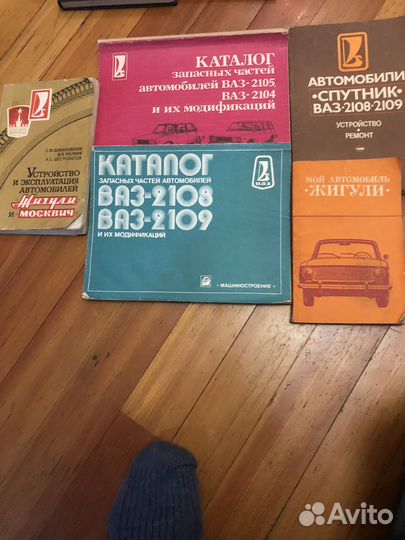 КАТАЛОГ
запасных частей
автомобилей ВАЗ-2105,
ВАЗ-2104
и их модификаций
АВТОМОБИЛИ
«СПУТНИК»
ВАЗ-2108·2109
УСТРОЙСТВО
РЕМОНТ
К.С. ШЕСТОПАЛОВ
УСТРОЙСТВО
И ЭКСПЛУАТАЦИЯ
АВТОМОБИЛЕЙ
Жигули
и Москвич
КАТАЛОГ
ЗАПАСНЫХ ЧАСТЕЙ АВТОМОБИЛЕЙ
ВАЗ-2108
ВАЗ-2109
И ИХ МОДИФИКАЦИЙ
ВАЗ
«МАШИНОСТРОЕНИЕ»
МОЙ АВТОМОБИЛЬ
«ЖИГУЛИ»
Avito